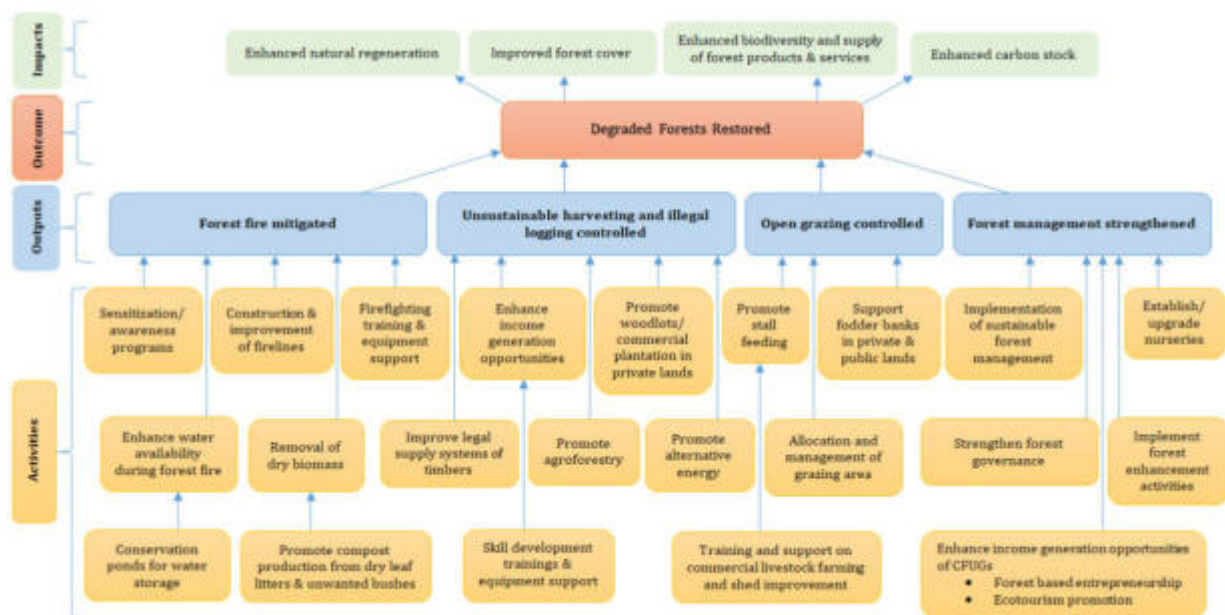 Impacts
Enhanced natural regeneration
Improved forest cover
Enhanced biodiversity and supply
of forest products & services
Enhanced carbon stock
Outcome
Degraded Forests Restored
Outputs
Forest fire mitigated
Unsustainable harvesting and illegal
logging controlled
Open grazing controlled
Forest management strengthened
Activities
Sensitization/
awareness
programs
Construction &
improvement
of firelines
Firefighting
training &
equipment
support
Enhance
income
generation
opportunities
Promote
woodlots/
commercial
plantation in
private lands
Promote
stall
feeding
Support
fodder banks
in private &
public lands
Implementation
of sustainable
forest
management
Establish/
upgrade
nurseries
Enhance water
availability
during forest fire
Removal of
dry biomass
Improve legal
supply systems of
timbers
Promote
agroforestry
Promote
alternative
energy
Allocation and
management of
grazing area
Strengthen forest
governance
Implement
forest
enhancement
activities
Conservation
ponds for water
storage
Promote compost
production from dry leaf
litters & unwanted bushes
Skill development
trainings &
equipment support
Training and support on
commercial livestock farming
and shed improvement
Enhance income generation opportunities
of CFUGs
• Forest based entrepreneurship
• Ecotourism promotion